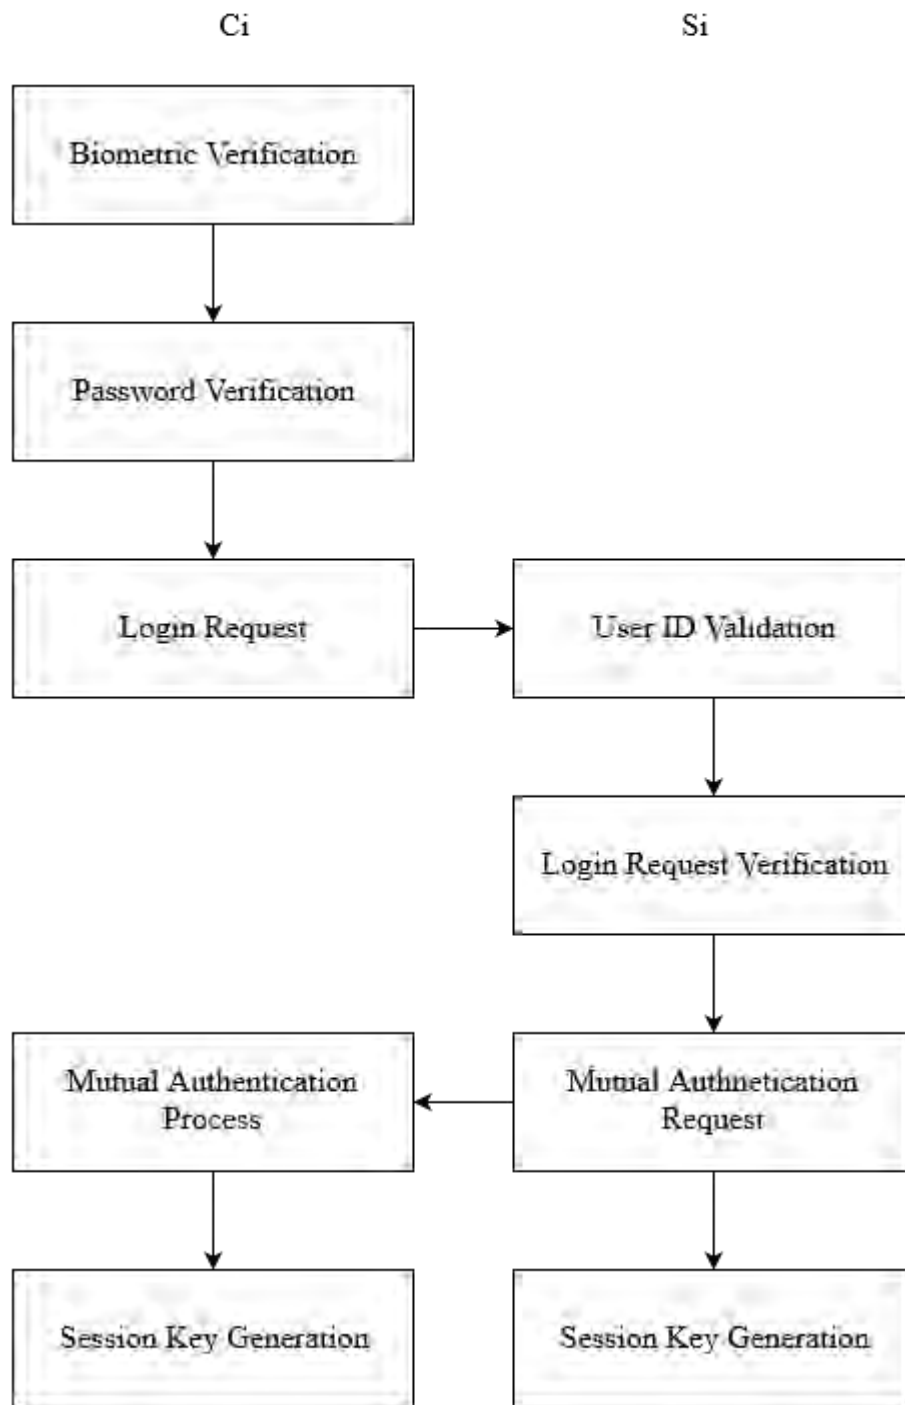 Ci
Si
Biometric Verification
Password Verification
Login Request
User ID Validation
Login Request Verification
Mutual Authentication
Process
Mutual Authnetication
Request
Session Key Generation
Session Key Generation